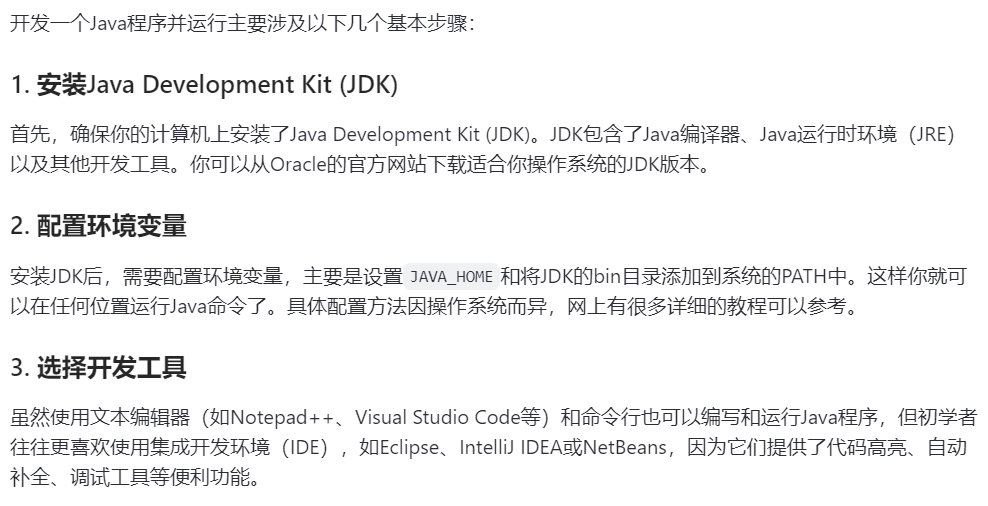 开发一个Java程序并运行主要涉及以下几个基本步骤：
1. 安装Java Development Kit (JDK)
首先，确保你的计算机上安装了Java Development Kit (JDK)。JDK包含了Java编译器、Java运行时环境（JRE）
以及其他开发工具。你可以从Oracle的官方网站下载适合你操作系统的JDK版本。
2. 配置环境变量
安装JDK后，需要配置环境变量，主要是设置JAVA_HOME和将JDK的bin目录添加到系统的PATH中。这样你就可
以在任何位置运行Java命令了。具体配置方法因操作系统而异，网上有很多详细的教程可以参考。
3. 选择开发工具
虽然使用文本编辑器（如Notepad++、Visual Studio Code等）和命令行也可以编写和运行Java程序，但初学者
往往更喜欢使用集成开发环境（IDE），如Eclipse、IntelliJ IDEA或NetBeans，因为它们提供了代码高亮、自动
补全、调试工具等便利功能。